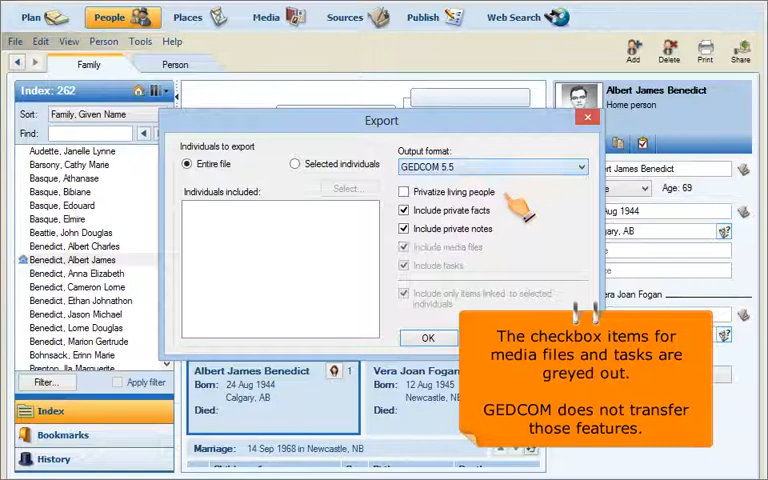 Plan People Places Media Sources Publish Web Search
File Edit View Person Tools Help
Family Person
Add Delete Print Share
Index: 262
Sort: Family, Given Name
Find:
Audette, Janelle Lynne
Barsony, Cathy Marie
Basque, Athanase
Basque, Bibiane
Basque, Edouard
Basque, Elmire
Beattie, John Douglas
Benedict, Albert Charles
Benedict, Albert James
Benedict, Anna Elizabeth
Benedict, Cameron Lorne
Benedict, Ethan Johnathon
Benedict, Jason Michael
Benedict, Lorne Douglas
Benedict, Marion Gertrude
Bohnsack, Erinn Marie
Filter... Apply filter
Index
Bookmarks
History
Export
Individuals to export
Entire file Selected individuals
Individuals included: Select...
Output format:
GEDCOM 5.5
Privatize living people
Include private facts
Include private notes
Include media files
Include tasks
Include only items linked to selected
individuals
OK
Albert James Benedict
Home person
rt James Benedict
Age: 69
Aug 1944
gary, AB
ce
era Joan Fogan
The checkbox items for
media files and tasks are
greyed out.
GEDCOM does not transfer
those features.
Albert James Benedict 1
Born: 24 Aug 1944
Calgary, AB
Died:
Vera Joan Fogan
Born: 12 Aug 1945
Newcastle, NB
Died:
Marriage: 14 Sep 1968 in Newcastle, NB